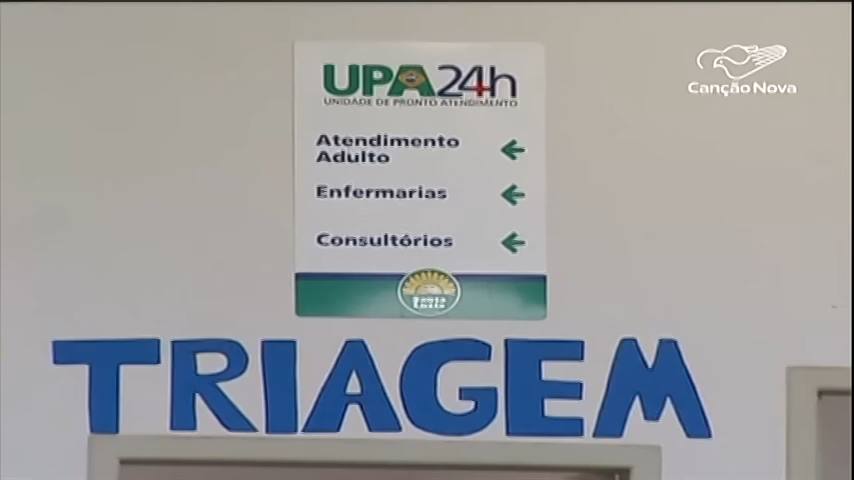 UPA24h
UNIDADE DE PRONTO ATENDIMENTO
Canção Nova
Atendimento
Adulto
Enfermarias
Consultórios
TRIAGEM